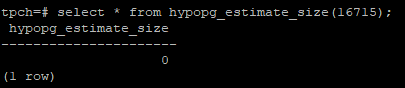 tpch=# select * from hypopg_estimate_size(16715);
 hypopg_estimate_size
----------------------
                    0
(1 row)